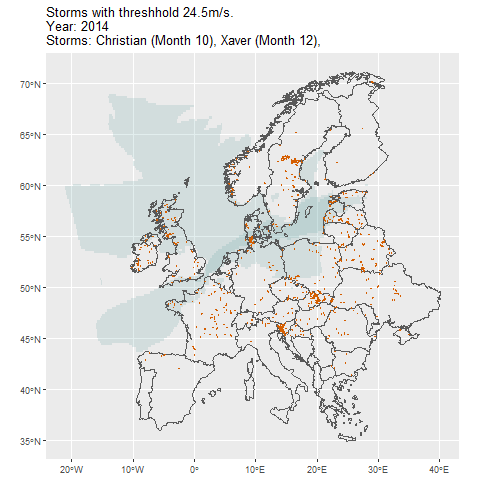 Storms with threshhold 24.5m/s.
Year: 2014
Storms: Christian (Month 10), Xaver (Month 12),
70°N
65°N
60°N
55°N
50°N
45°N
40°N
35°N
20°W
10°W
0°
10°E
20°E
30°E
40°E